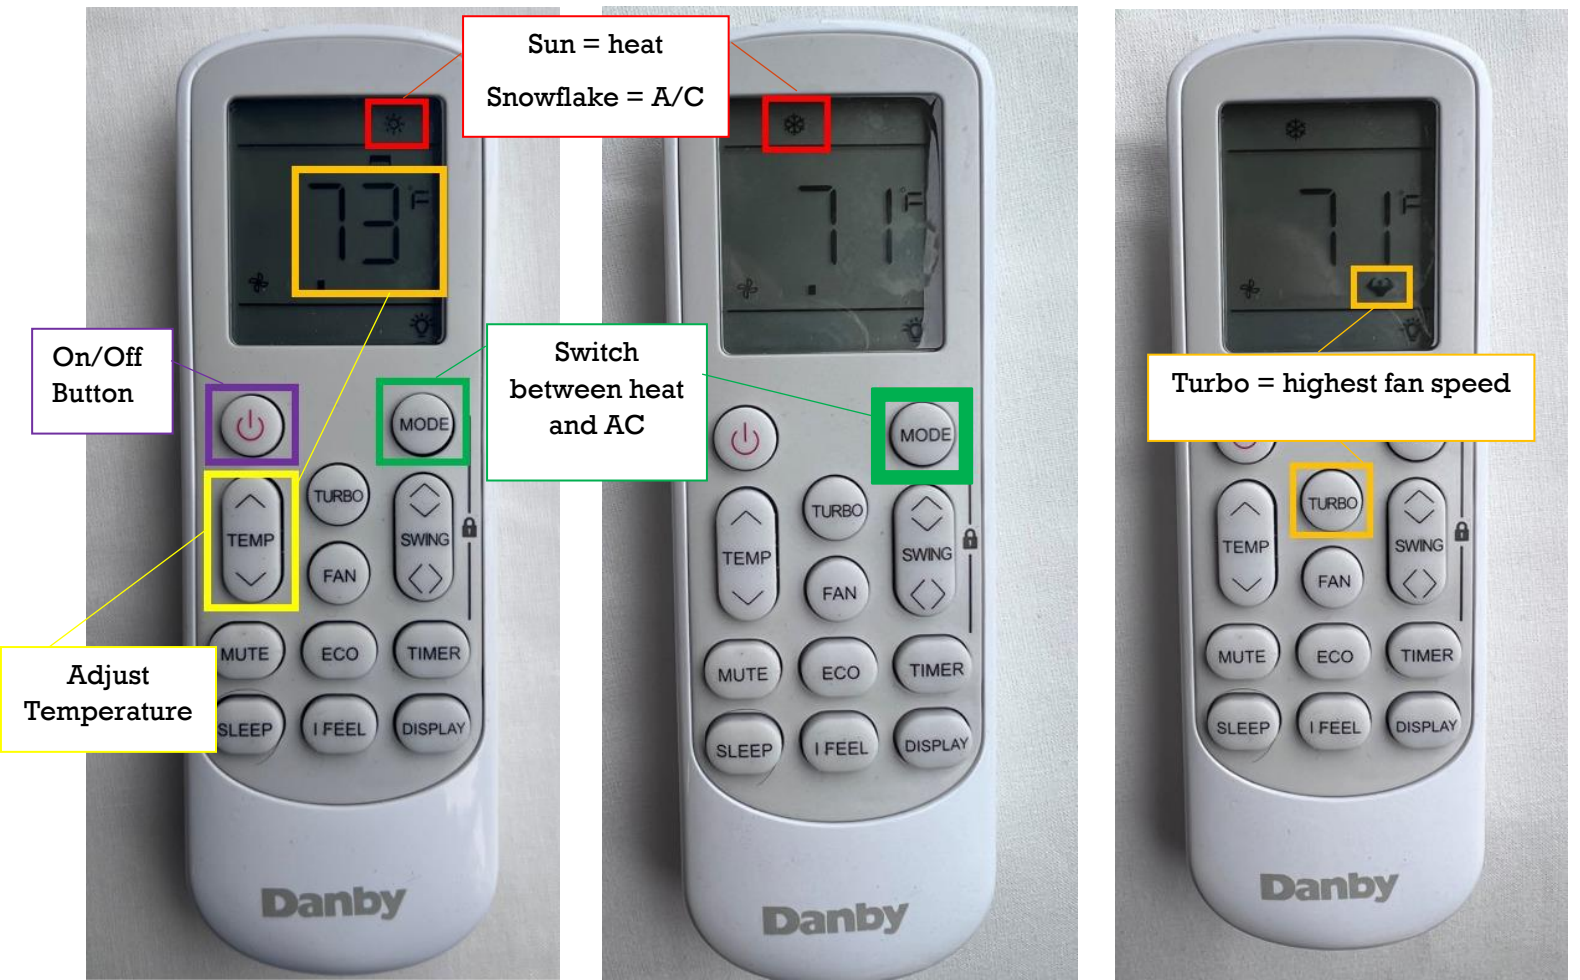 Sun = heat
Snowflake = A/C
73 °F
On/Off
Button
MODE
TURBO
TEMP
SWING
FAN
MUTE
ECO
TIMER
SLEEP
I FEEL
DISPLAY
Danby
Adjust
Temperature
71 °F
Switch
between heat
and AC
MODE
TURBO
TEMP
SWING
FAN
MUTE
ECO
TIMER
SLEEP
I FEEL
DISPLAY
Danby
71 °F
Turbo = highest fan speed
TURBO
TEMP
SWING
FAN
MUTE
ECO
TIMER
SLEEP
I FEEL
DISPLAY
Danby